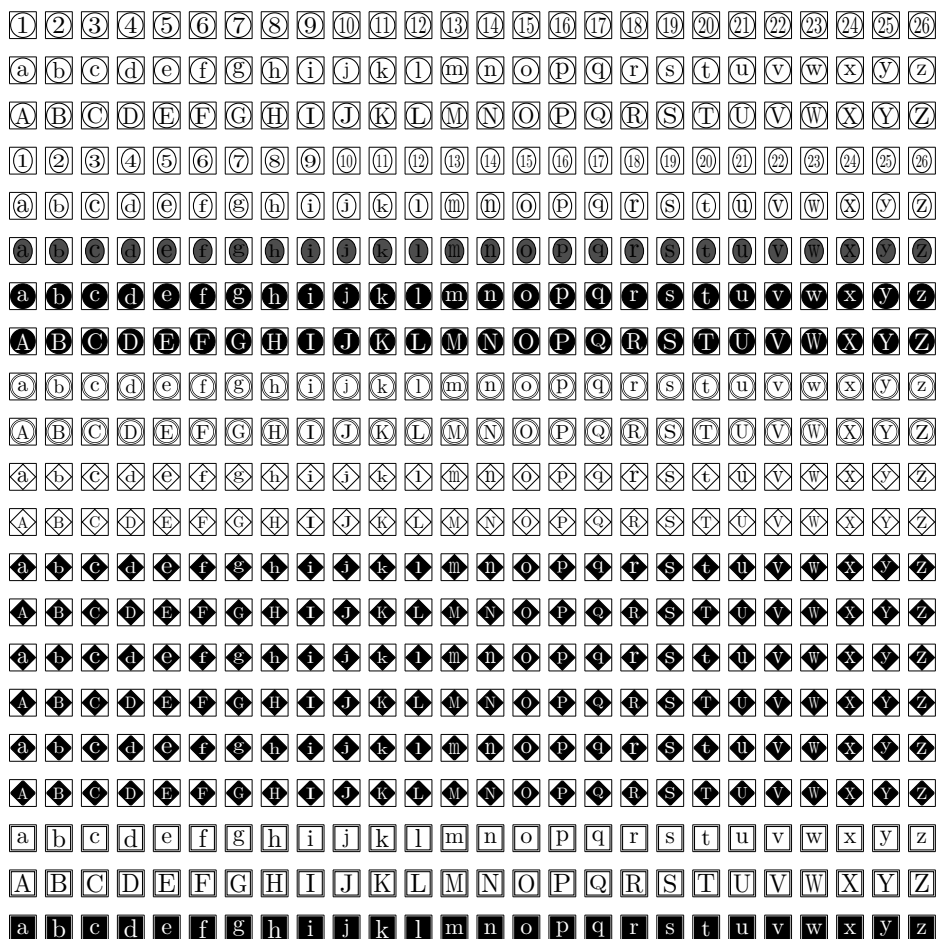 1 2 3 4 5 6 7 8 9 10 11 12 13 14 15 16 17 18 19 20 21 22 23 24 25 26
a b c d e f g h i j k l m n o p q r s t u v w x y z
A B C D E F G H I J K L M N O P Q R S T U V W X Y Z
1 2 3 4 5 6 7 8 9 10 11 12 13 14 15 16 17 18 19 20 21 22 23 24 25 26
a b c d e f g h i j k l m n o p q r s t u v w x y z
a b c d e f g h i j k l m n o p q r s t u v w x y z
a b c d e f g h i j k l m n o p q r s t u v w x y z
A B C D E F G H I J K L M N O P Q R S T U V W X Y Z
a b c d e f g h i j k l m n o p q r s t u v w x y z
A B C D E F G H I J K L M N O P Q R S T U V W X Y Z
a b c d e f g h i j k l m n o p q r s t u v w x y z
A B C D E F G H I J K L M N O P Q R S T U V W X Y Z
a b c d e f g h i j k l m n o p q r s t u v w x y z
A B C D E F G H I J K L M N O P Q R S T U V W X Y Z
a b c d e f g h i j k l m n o p q r s t u v w x y z
A B C D E F G H I J K L M N O P Q R S T U V W X Y Z
a b c d e f g h i j k l m n o p q r s t u v w x y z
A B C D E F G H I J K L M N O P Q R S T U V W X Y Z
a b c d e f g h i j k l m n o p q r s t u v w x y z
A B C D E F G H I J K L M N O P Q R S T U V W X Y Z
a b c d e f g h i j k l m n o p q r s t u v w x y z